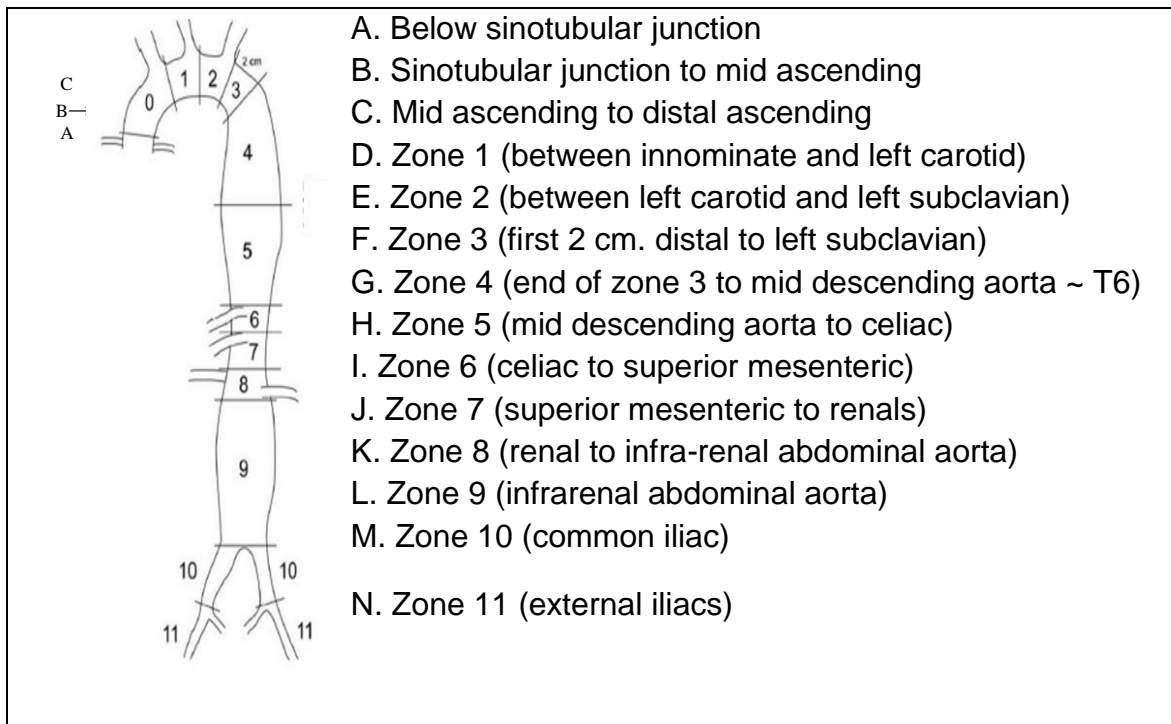 A. Below sinotubular junction
B. Sinotubular junction to mid ascending
C. Mid ascending to distal ascending
D. Zone 1 (between innominate and left carotid)
E. Zone 2 (between left carotid and left subclavian)
F. Zone 3 (first 2 cm. distal to left subclavian)
G. Zone 4 (end of zone 3 to mid descending aorta ~ T6)
H. Zone 5 (mid descending aorta to celiac)
I. Zone 6 (celiac to superior mesenteric)
J. Zone 7 (superior mesenteric to renals)
K. Zone 8 (renal to infra-renal abdominal aorta)
L. Zone 9 (infrarenal abdominal aorta)
M. Zone 10 (common iliac)
N. Zone 11 (external iliacs)
C
B
A
0
1
2
3
2 cm
4
5
6
7
8
9
10
10
11
11